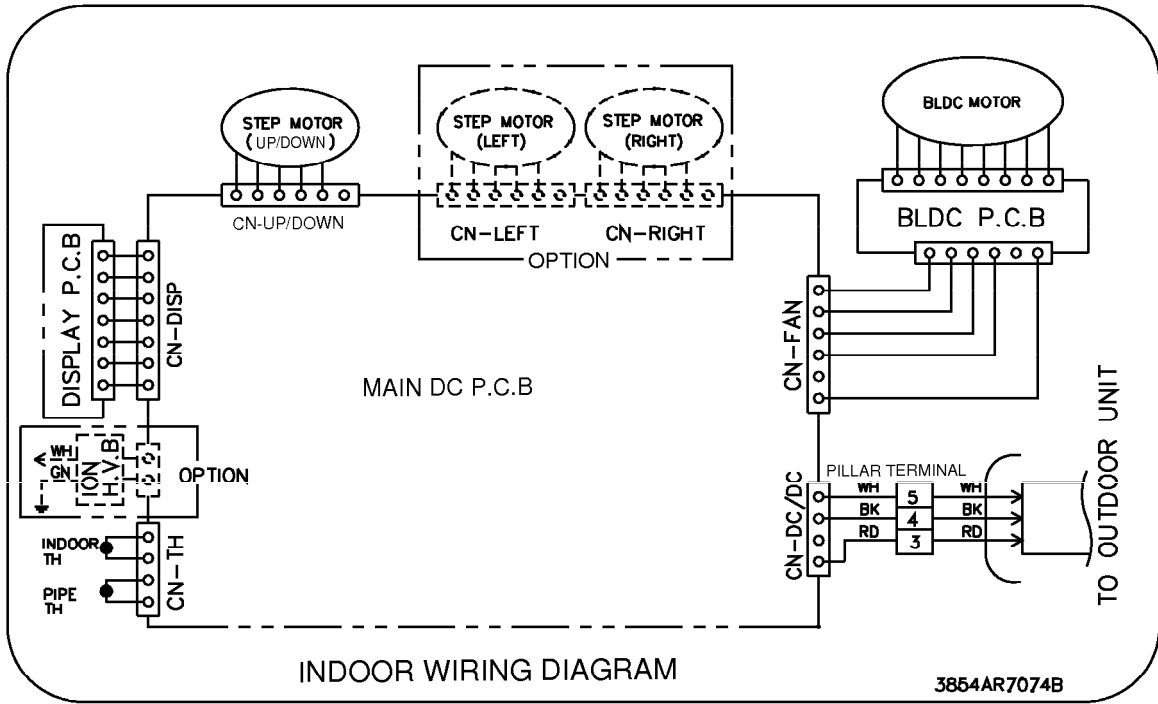 STEP MOTOR
( UP/DOWN )
CN-UP/DOWN
STEP MOTOR
(LEFT)
STEP MOTOR
(RIGHT)
CN-LEFT
CN-RIGHT
OPTION
BLDC MOTOR
BLDC P.C.B
DISPLAY P.C.B
CN-DISP
MAIN DC P.C.B
CN-FAN
WH
GN
ION
H.V.B
OPTION
INDOOR
TH
PIPE
TH
CN-TH
CN-DC/DC
PILLAR TERMINAL
WH 5 WH
BK 4 BK
RD 3 RD
TO OUTDOOR UNIT
INDOOR WIRING DIAGRAM
3854AR7074B